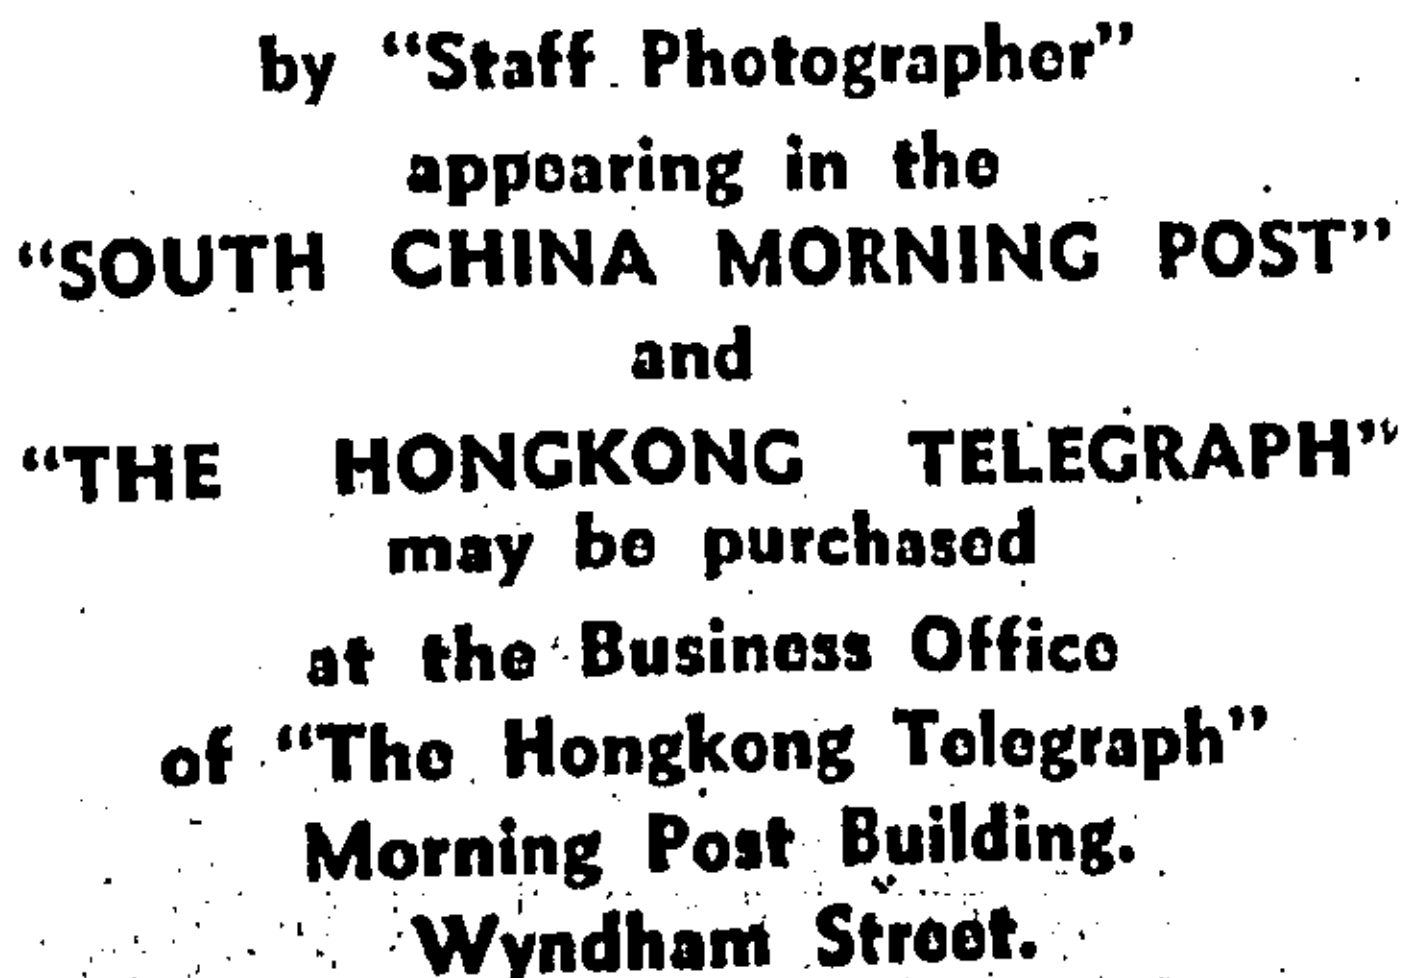 by “Staff Photographer”
appearing in the
“SOUTH CHINA MORNING POST”
and
“THE HONGKONG TELEGRAPH”
may be purchased
at the Business Office
of “The Hongkong Telegraph”
Morning Post Building.
Wyndham Street.